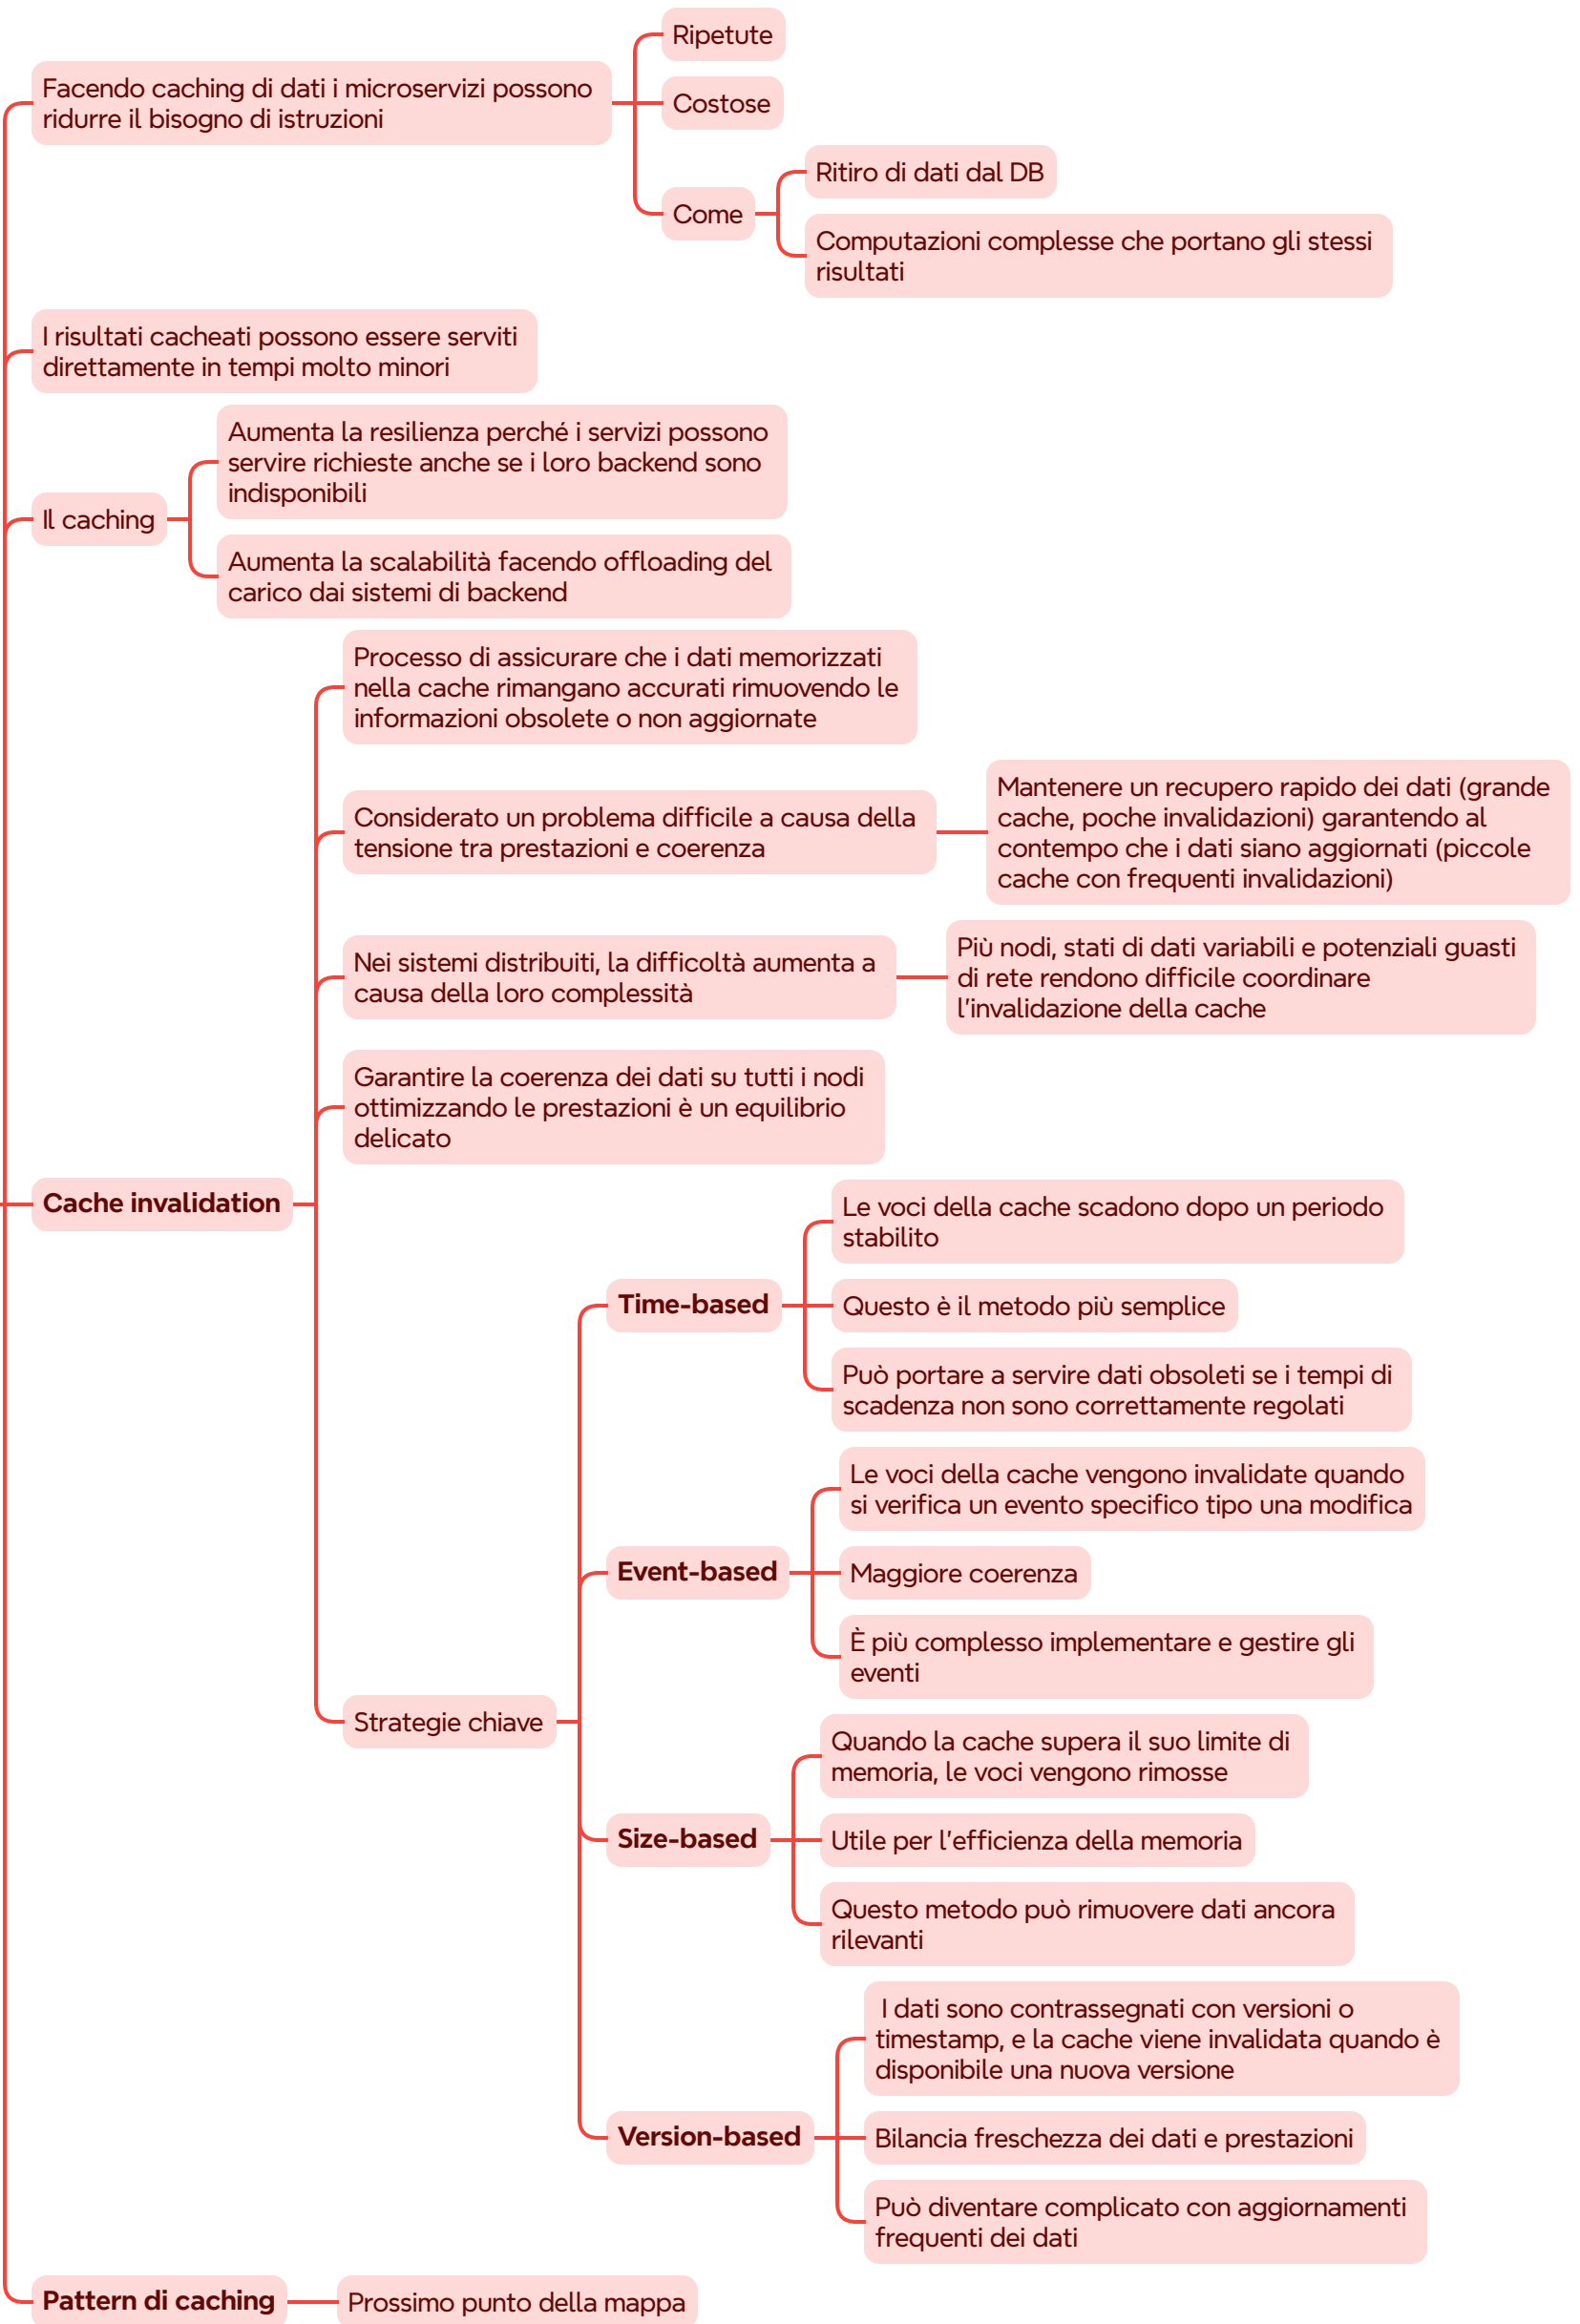 Facendo caching di dati i microservizi possono
ridurre il bisogno di istruzioni
Ripetute
Costose
Come
Ritiro di dati dal DB
Computazioni complesse che portano gli stessi
risultati
I risultati cacheati possono essere serviti
direttamente in tempi molto minori
Il caching
Aumenta la resilienza perché i servizi possono
servire richieste anche se i loro backend sono
indisponibili
Aumenta la scalabilità facendo offloading del
carico dai sistemi di backend
Cache invalidation
Processo di assicurare che i dati memorizzati
nella cache rimangano accurati rimuovendo le
informazioni obsolete o non aggiornate
Considerato un problema difficile a causa della
tensione tra prestazioni e coerenza
Mantenere un recupero rapido dei dati (grande
cache, poche invalidazioni) garantendo al
contempo che i dati siano aggiornati (piccole
cache con frequenti invalidazioni)
Nei sistemi distribuiti, la difficoltà aumenta a
causa della loro complessità
Più nodi, stati di dati variabili e potenziali guasti
di rete rendono difficile coordinare
l'invalidazione della cache
Garantire la coerenza dei dati su tutti i nodi
ottimizzando le prestazioni è un equilibrio
delicato
Strategie chiave
Time-based
Le voci della cache scadono dopo un periodo
stabilito
Questo è il metodo più semplice
Può portare a servire dati obsoleti se i tempi di
scadenza non sono correttamente regolati
Event-based
Le voci della cache vengono invalidate quando
si verifica un evento specifico tipo una modifica
Maggiore coerenza
È più complesso implementare e gestire gli
eventi
Size-based
Quando la cache supera il suo limite di
memoria, le voci vengono rimosse
Utile per l'efficienza della memoria
Questo metodo può rimuovere dati ancora
rilevanti
Version-based
I dati sono contrassegnati con versioni o
timestamp, e la cache viene invalidata quando è
disponibile una nuova versione
Bilancia freschezza dei dati e prestazioni
Può diventare complicato con aggiornamenti
frequenti dei dati
Pattern di caching
Prossimo punto della mappa